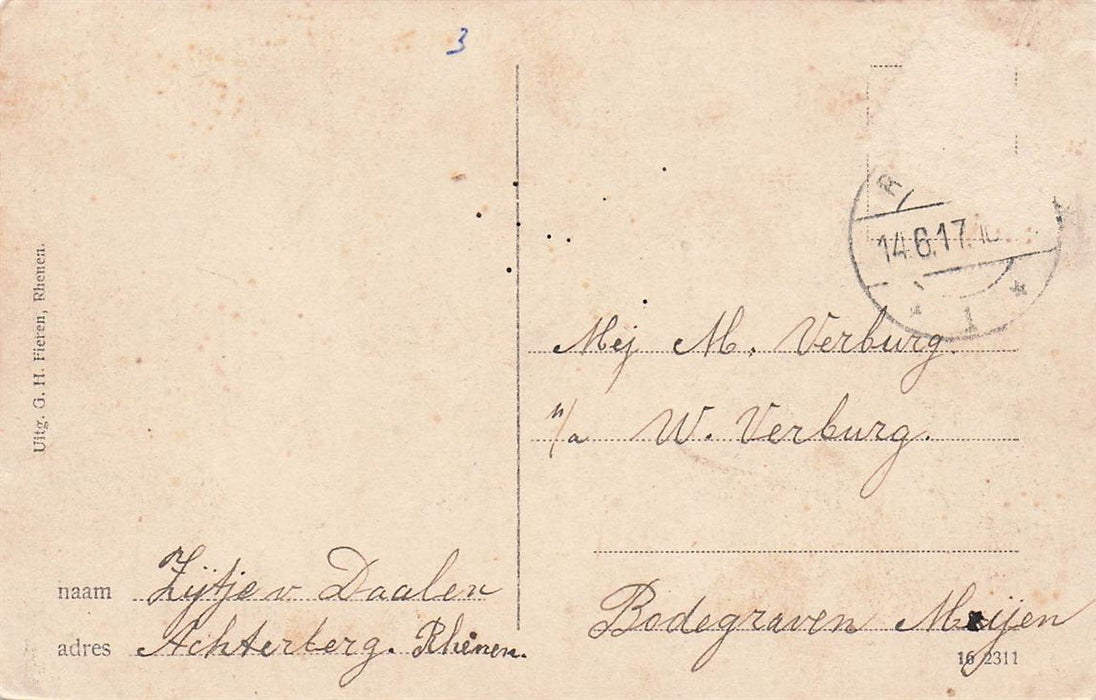 3
Uitg. G. H. Fieren, Rhenen.
R
14.6.17.
1
Mej M. Verburg.
W. Verburg.
naam Zijtje v Daalen
adres Achterberg. Rhenen.
Bodegraven Meijen
16 2311